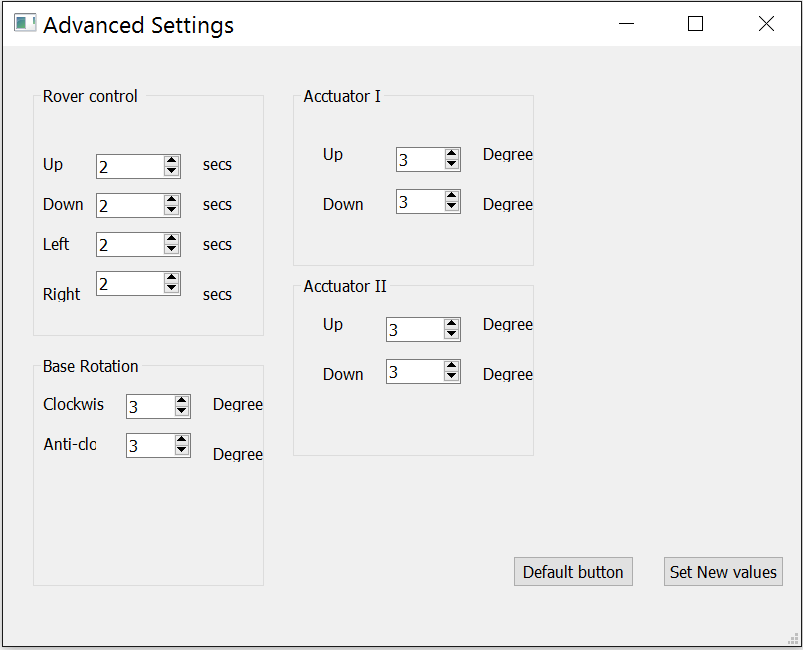 Advanced Settings
Rover control
Up 2 secs
Down 2 secs
Left 2 secs
Right 2 secs
Base Rotation
Clockwis 3 Degree
Anti-clo 3 Degree
Acctuator I
Up 3 Degree
Down 3 Degree
Acctuator II
Up 3 Degree
Down 3 Degree
Default button Set New values